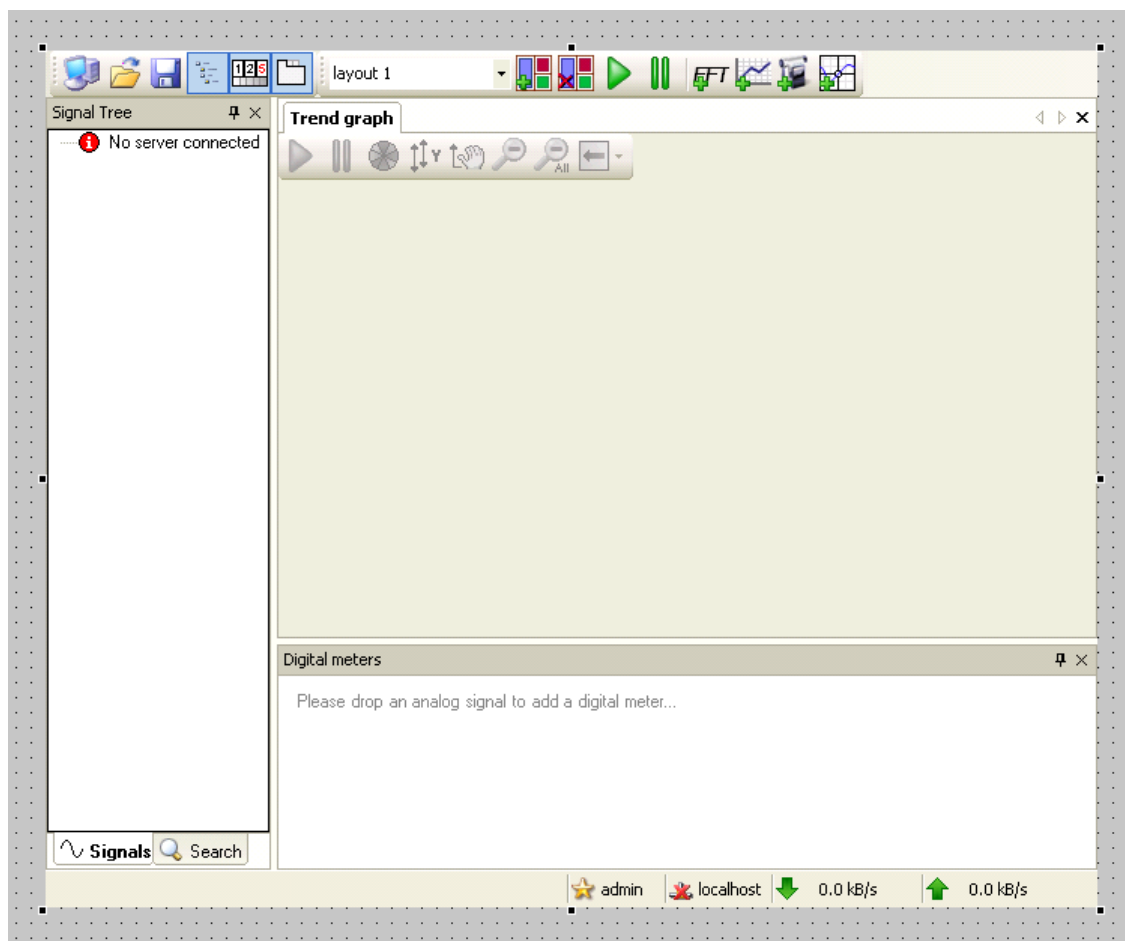 125
layout 1
FFT
Signal Tree
No server connected
Trend graph
Y
All
Digital meters
Please drop an analog signal to add a digital meter...
Signals
Search
admin
localhost
0.0 kB/s
0.0 kB/s